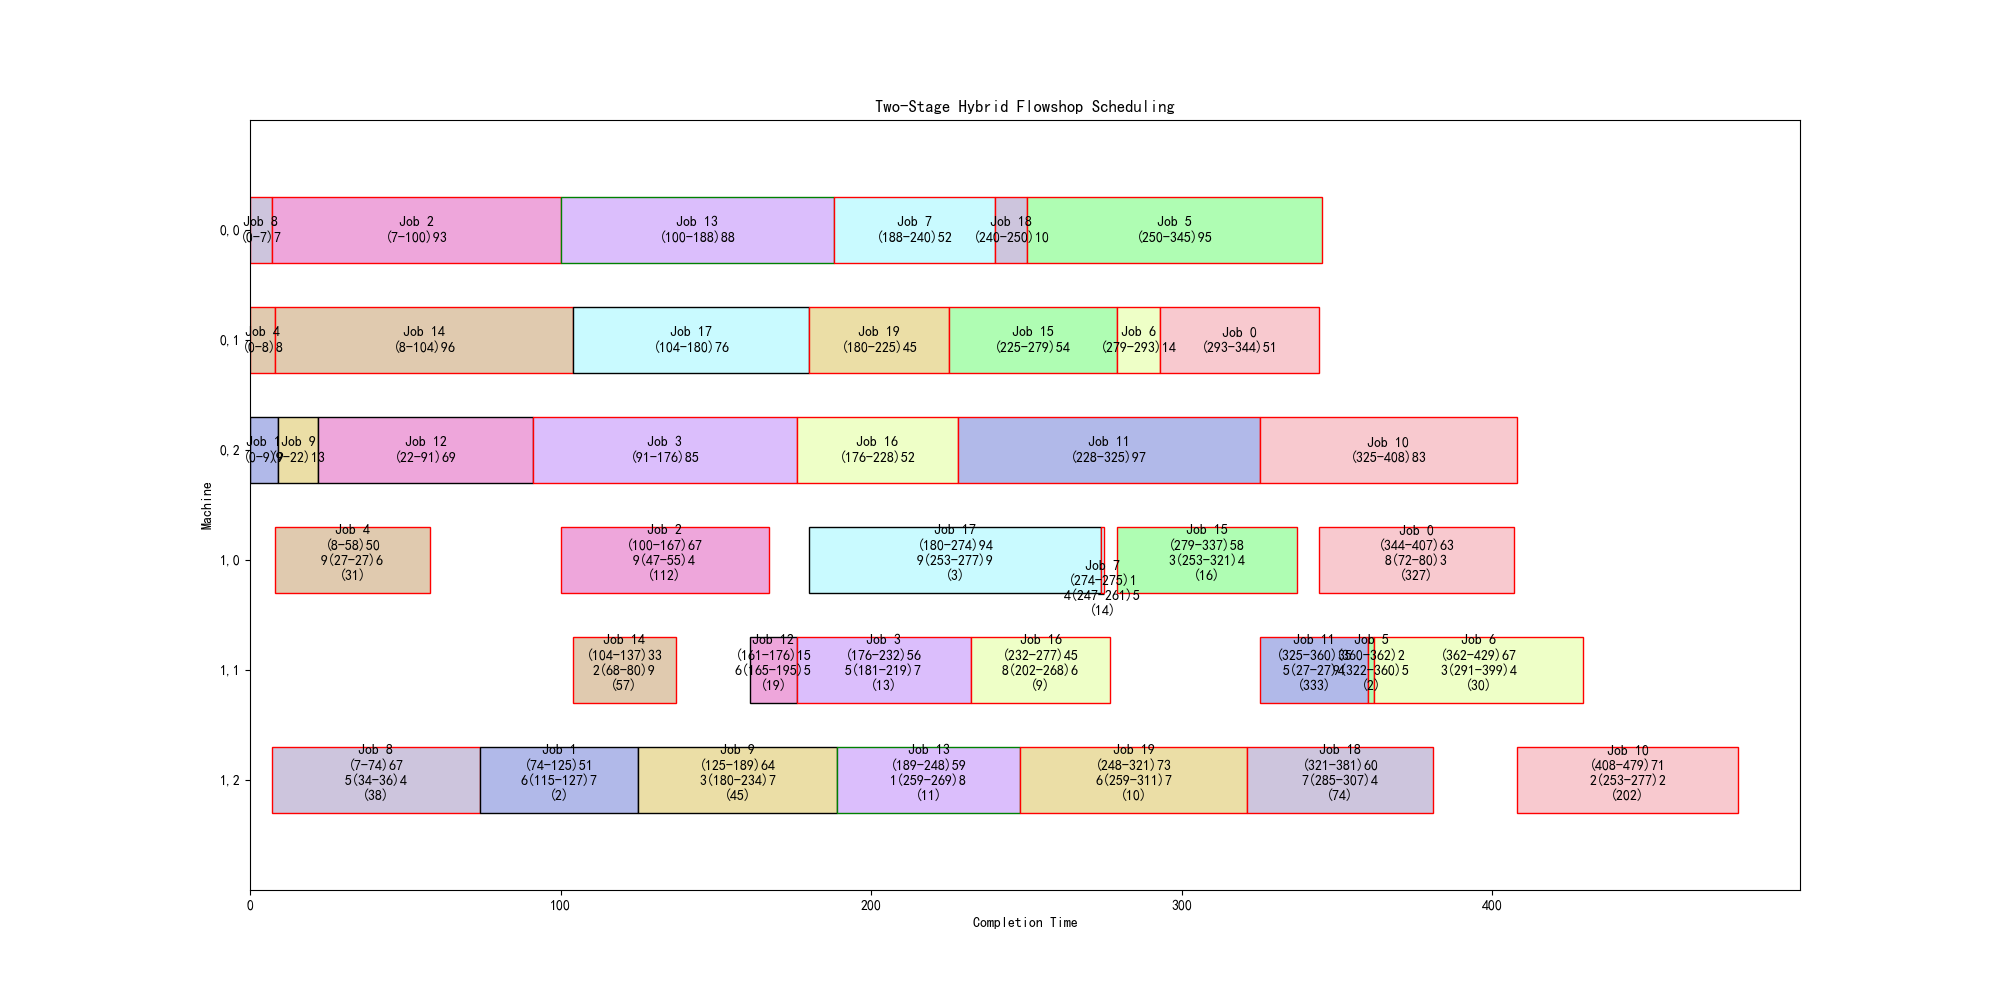 Two-Stage Hybrid Flowshop Scheduling
Machine
0,0
Job 8
(0-7)7
Job 2
(7-100)93
Job 13
(100-188)88
Job 7
(188-240)52
Job 18
(240-250)10
Job 5
(250-345)95
0,1
Job 4
(0-8)8
Job 14
(8-104)96
Job 17
(104-180)76
Job 19
(180-225)45
Job 15
(225-279)54
Job 6
(279-293)14
Job 0
(293-344)51
0,2
Job 1
(0-9)9
Job 9
(9-22)13
Job 12
(22-91)69
Job 3
(91-176)85
Job 16
(176-228)52
Job 11
(228-325)97
Job 10
(325-408)83
1,0
Job 4
(8-58)50
9(27-27)6
(31)
Job 2
(100-167)67
9(47-55)4
(112)
Job 17
(180-274)94
9(253-277)9
(3)
Job 7
(274-275)1
4(247-261)5
(14)
Job 15
(279-337)58
3(253-321)4
(16)
Job 0
(344-407)63
8(72-80)3
(327)
1,1
Job 14
(104-137)33
2(68-80)9
(57)
Job 12
(161-176)15
6(165-195)5
(19)
Job 3
(176-232)56
5(181-219)7
(13)
Job 16
(232-277)45
8(202-268)6
(9)
Job 11
(325-360)35
5(27-27)4
(333)
Job 5
(360-362)2
(322-360)5
(2)
Job 6
(362-429)67
3(291-399)4
(30)
1,2
Job 8
(7-74)67
5(34-36)4
(38)
Job 1
(74-125)51
6(115-127)7
(2)
Job 9
(125-189)64
3(180-234)7
(45)
Job 13
(189-248)59
1(259-269)8
(11)
Job 19
(248-321)73
6(259-311)7
(10)
Job 18
(321-381)60
7(285-307)4
(74)
Job 10
(408-479)71
2(253-277)2
(202)
0
100
200
300
400
Completion Time